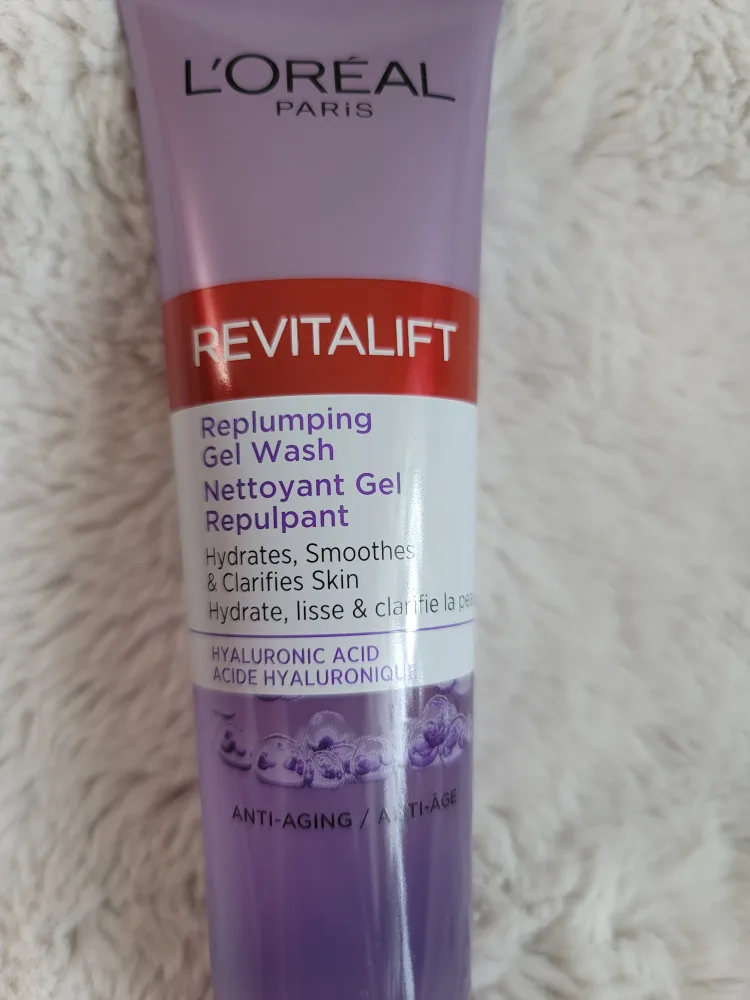 L'ORÉAL
PARiS
REVITALIFT
Replumping
Gel Wash
Nettoyant Gel
Repulpant
Hydrates, Smoothes
& Clarifies Skin
Hydrate, lisse & clarifie la
HYALURONIC ACID
ACIDE HYALURONIQUE
ANTI-AGING / ANTI-ÂGE